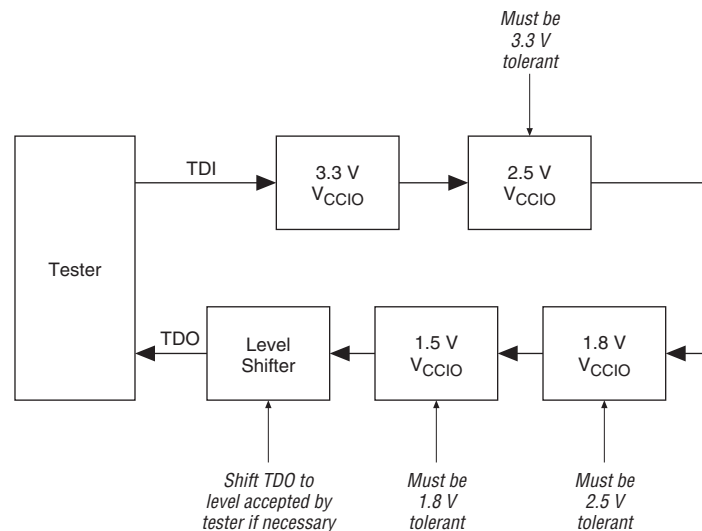 Must be
3.3 V
tolerant
TDI
3.3 V
VCCIO
2.5 V
VCCIO
Tester
TDO
Level
Shifter
1.5 V
VCCIO
1.8 V
VCCIO
Shift TDO to
level accepted by
tester if necessary
Must be
1.8 V
tolerant
Must be
2.5 V
tolerant